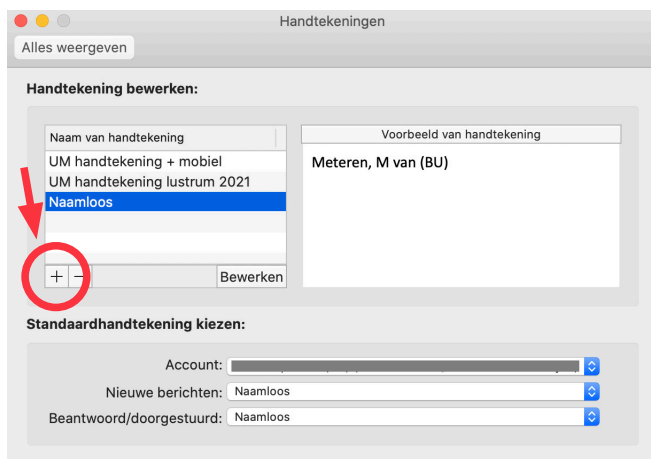 Handtekeningen
Alles weergeven
Handtekening bewerken:
Naam van handtekening
UM handtekening + mobiel
UM handtekening lustrum 2021
Naamloos
+ −
Bewerken
Voorbeeld van handtekening
Meteren, M van (BU)
Standaardhandtekening kiezen:
Account:
Nieuwe berichten: Naamloos
Beantwoord/doorgestuurd: Naamloos